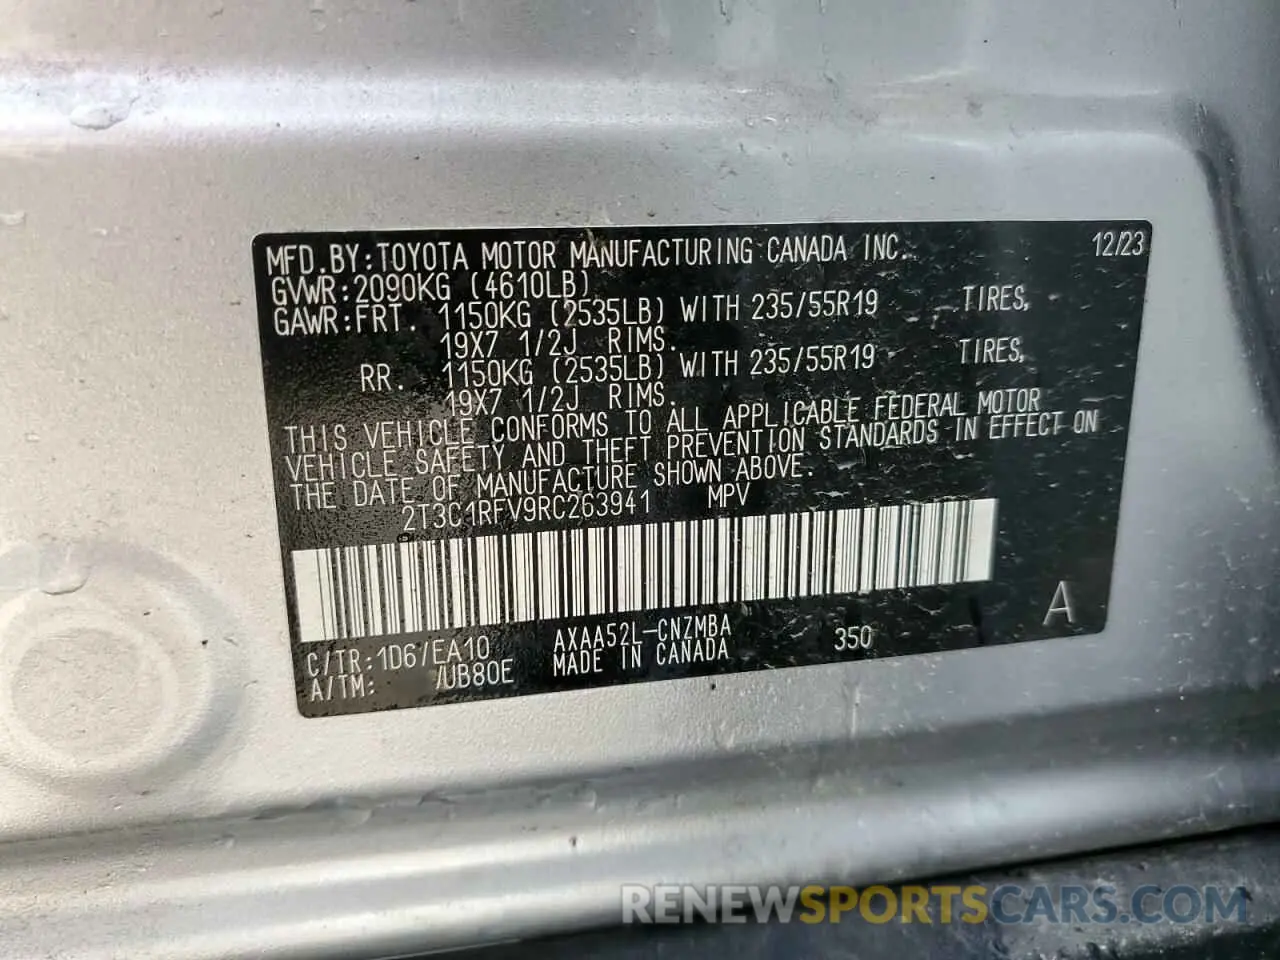 MFD.BY:TOYOTA MOTOR MANUFACTURING CANADA INC. 12/23
GVWR:2090KG (4610LB)
GAWR:FRT. 1150KG (2535LB) WITH 235/55R19 TIRES,
19X7 1/2J RIMS.
RR. 1150KG (2535LB) WITH 235/55R19 TIRES,
19X7 1/2J RIMS.
THIS VEHICLE CONFORMS TO ALL APPLICABLE FEDERAL MOTOR
VEHICLE SAFETY AND THEFT PREVENTION STANDARDS IN EFFECT ON
THE DATE OF MANUFACTURE SHOWN ABOVE.
2T3C1RFV9RC263941 MPV
C/TR:1D6/EA10 AXAA52L-CNZMBA 350 A
A/TM: /UB80E MADE IN CANADA
RENEWSPORTSCARS.COM